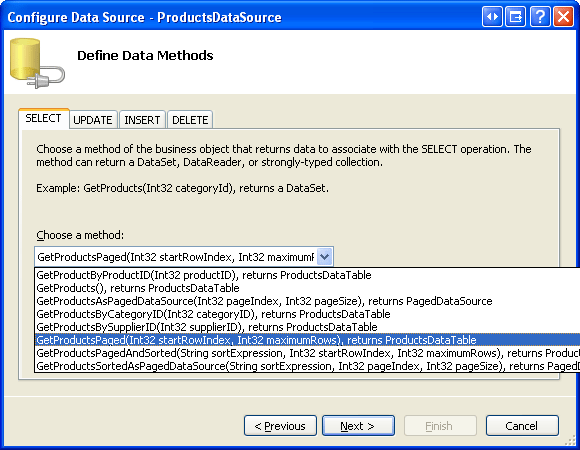 Configure Data Source - ProductsDataSource
Define Data Methods
SELECT UPDATE INSERT DELETE
Choose a method of the business object that returns data to associate with the SELECT operation. The
method can return a DataSet, DataReader, or strongly-typed collection.
Example: GetProducts(Int32 categoryId), returns a DataSet.
Choose a method:
GetProductsPaged(Int32 startRowIndex, Int32 maximumR
GetProductByProductID(Int32 productID), returns ProductsDataTable
GetProducts(), returns ProductsDataTable
GetProductsAsPagedDataSource(Int32 pageIndex, Int32 pageSize), returns PagedDataSource
GetProductsByCategoryID(Int32 categoryID), returns ProductsDataTable
GetProductsBySupplierID(Int32 supplierID), returns ProductsDataTable
GetProductsPaged(Int32 startRowIndex, Int32 maximumRows), returns ProductsDataTable
GetProductsPagedAndSorted(String sortExpression, Int32 startRowIndex, Int32 maximumRows), returns Product
GetProductsSortedAsPagedDataSource(String sortExpression, Int32 pageIndex, Int32 pageSize), returns PagedD
< Previous Next > Finish Cancel